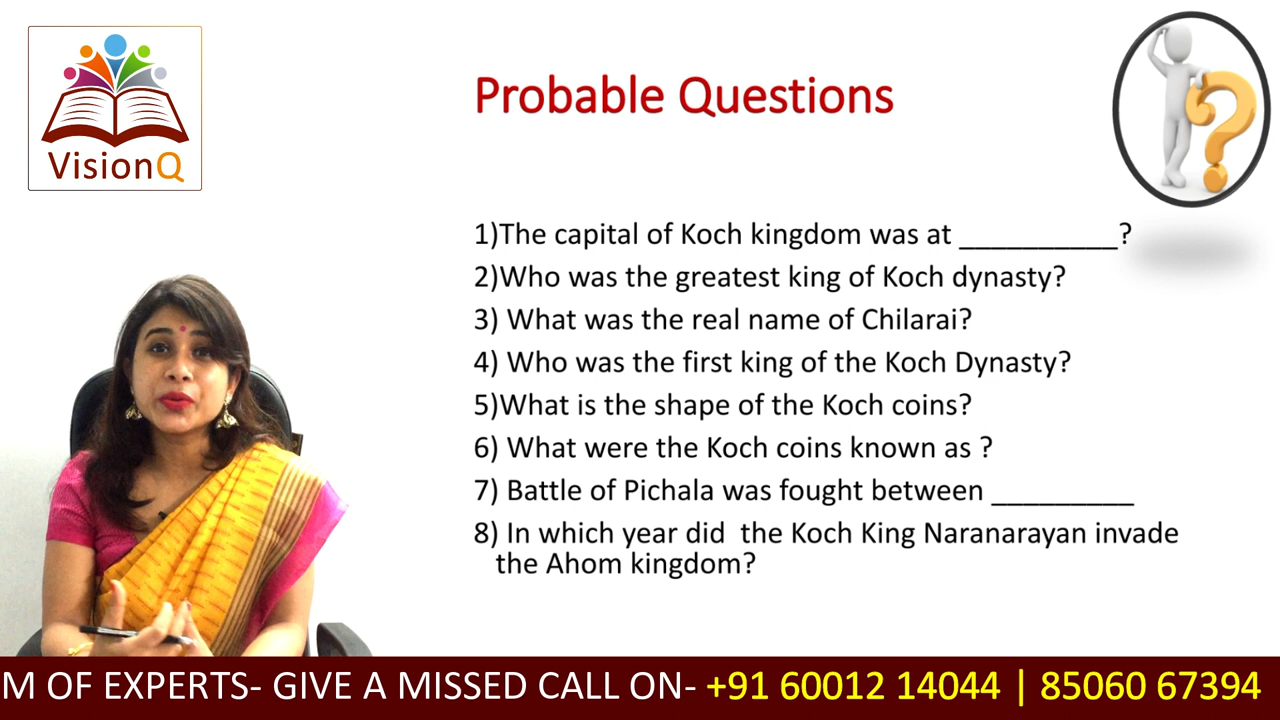 VisionQ
Probable Questions
1)The capital of Koch kingdom was at __________?
2)Who was the greatest king of Koch dynasty?
3) What was the real name of Chilarai?
4) Who was the first king of the Koch Dynasty?
5)What is the shape of the Koch coins?
6) What were the Koch coins known as ?
7) Battle of Pichala was fought between _________
8) In which year did  the Koch King Naranarayan invade
the Ahom kingdom?
M OF EXPERTS- GIVE A MISSED CALL ON- +91 60012 14044 | 85060 67394